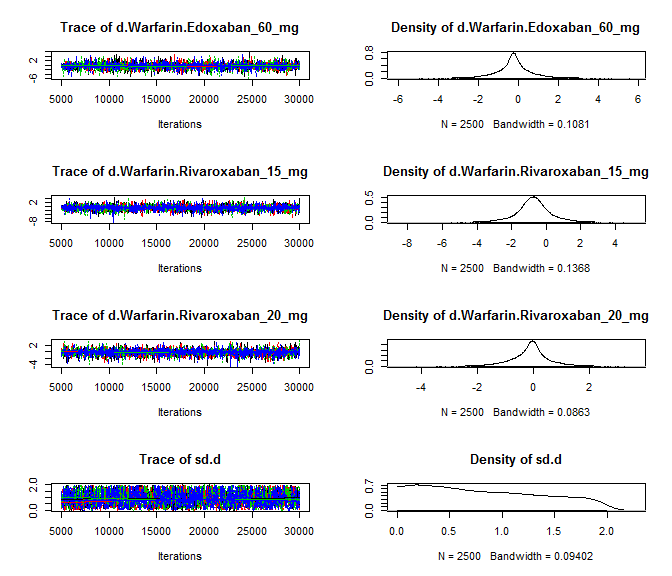 Trace of d.Warfarin.Edoxaban_60_mg
Density of d.Warfarin.Edoxaban_60_mg
-6 2
0.0 0.8
5000 10000 15000 20000 25000 30000
-6 -4 -2 0 2 4 6
Iterations
N = 2500 Bandwidth = 0.1081
Trace of d.Warfarin.Rivaroxaban_15_mg
Density of d.Warfarin.Rivaroxaban_15_mg
-8 2
0.0 0.5
5000 10000 15000 20000 25000 30000
-8 -6 -4 -2 0 2 4
Iterations
N = 2500 Bandwidth = 0.1368
Trace of d.Warfarin.Rivaroxaban_20_mg
Density of d.Warfarin.Rivaroxaban_20_mg
-4 2
0.0
5000 10000 15000 20000 25000 30000
-4 -2 0 2
Iterations
N = 2500 Bandwidth = 0.0863
Trace of sd.d
Density of sd.d
0.0 2.0
0.0 0.7
5000 10000 15000 20000 25000 30000
0.0 0.5 1.0 1.5 2.0
Iterations
N = 2500 Bandwidth = 0.09402